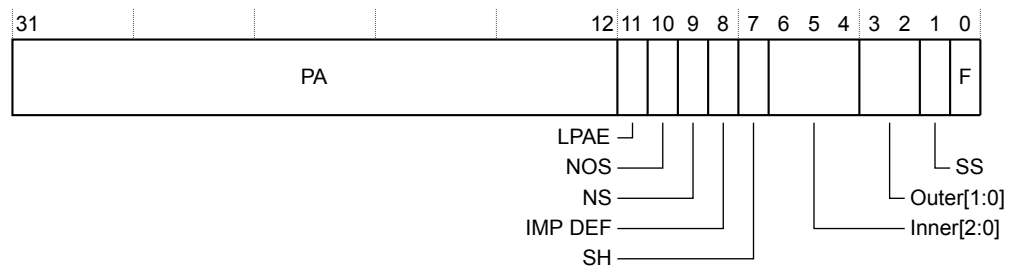 31 12 11 10 9 8 7 6 5 4 3 2 1 0
PA F
LPAE
NOS SS
NS Outer[1:0]
IMP DEF Inner[2:0]
SH